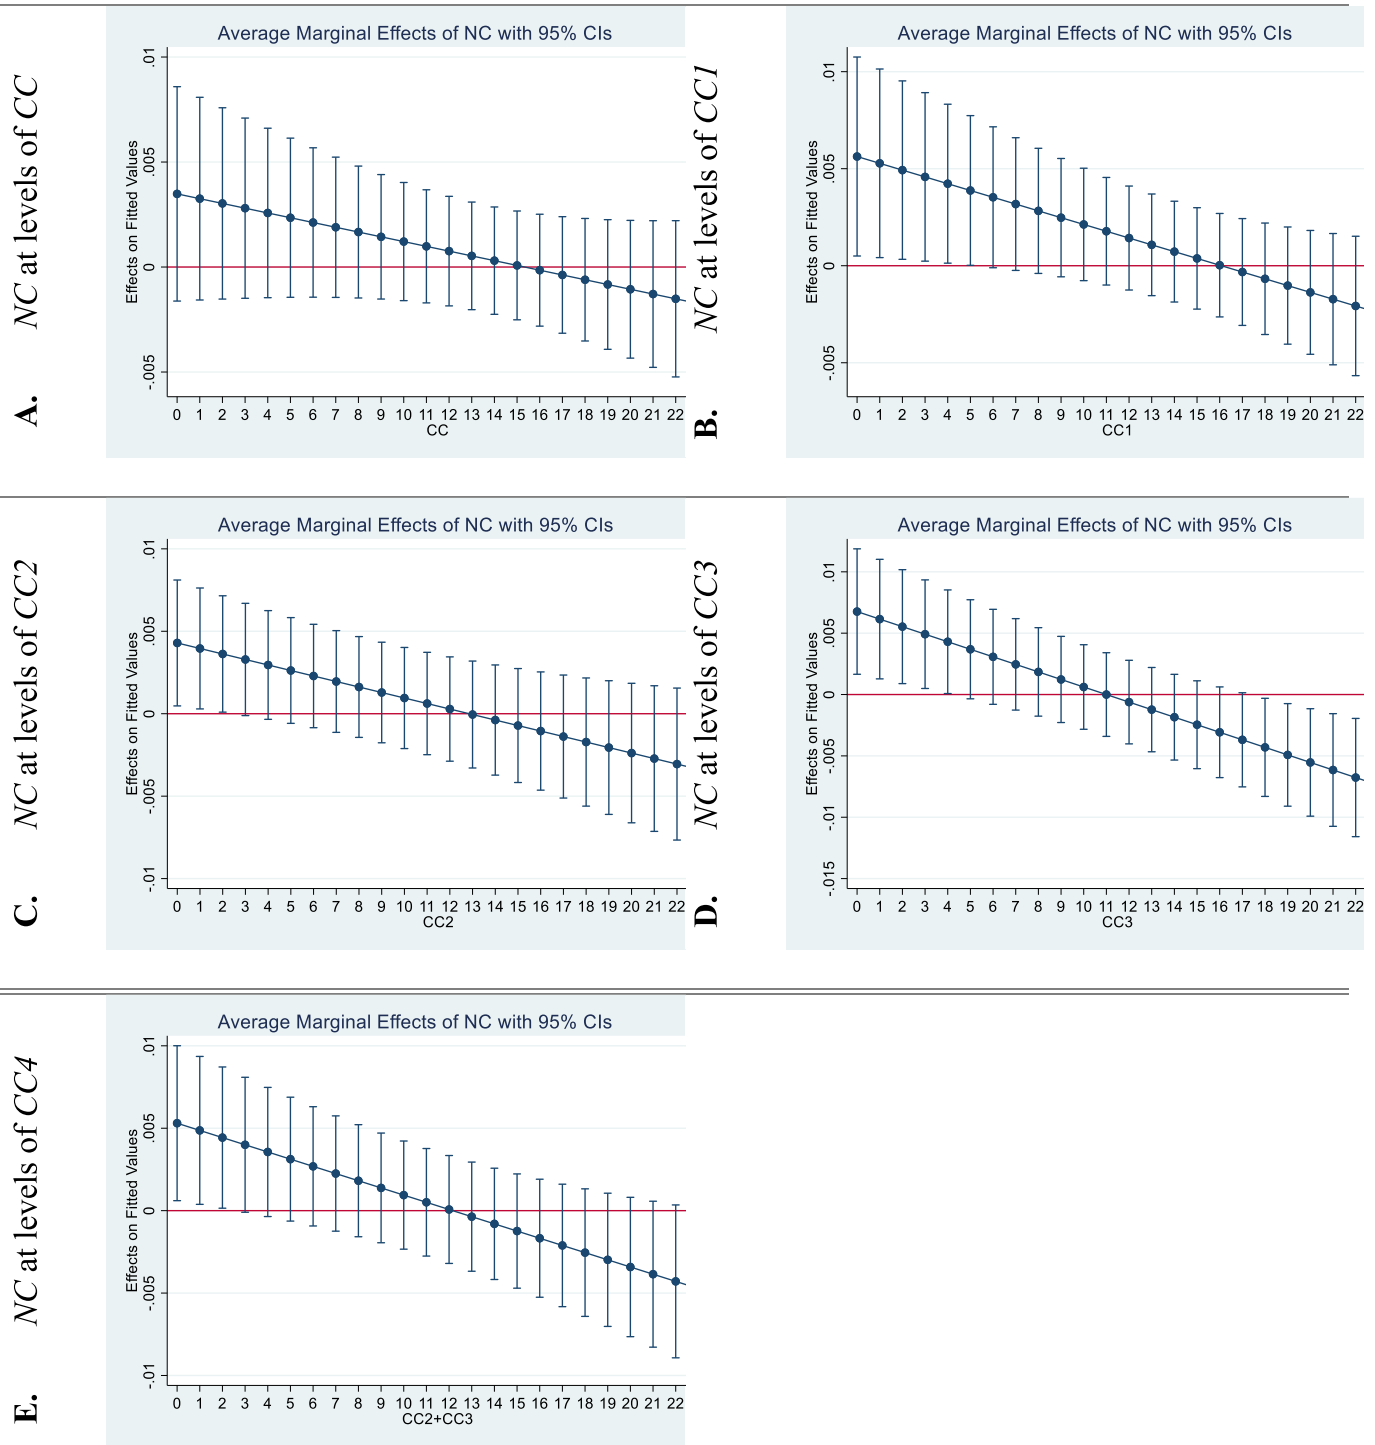 A. NC at levels of CC
Average Marginal Effects of NC with 95% CIs
Effects on Fitted Values
.01
.005
0
-.005
0 1 2 3 4 5 6 7 8 9 10 11 12 13 14 15 16 17 18 19 20 21 22
CC
B. NC at levels of CC1
Average Marginal Effects of NC with 95% CIs
Effects on Fitted Values
.01
.005
0
-.005
0 1 2 3 4 5 6 7 8 9 10 11 12 13 14 15 16 17 18 19 20 21 22
CC1
C. NC at levels of CC2
Average Marginal Effects of NC with 95% CIs
Effects on Fitted Values
.01
.005
0
-.005
-.01
0 1 2 3 4 5 6 7 8 9 10 11 12 13 14 15 16 17 18 19 20 21 22
CC2
D. NC at levels of CC3
Average Marginal Effects of NC with 95% CIs
Effects on Fitted Values
.01
.005
0
-.005
-.01
-.015
0 1 2 3 4 5 6 7 8 9 10 11 12 13 14 15 16 17 18 19 20 21 22
CC3
E. NC at levels of CC4
Average Marginal Effects of NC with 95% CIs
Effects on Fitted Values
.01
.005
0
-.005
-.01
0 1 2 3 4 5 6 7 8 9 10 11 12 13 14 15 16 17 18 19 20 21 22
CC2+CC3